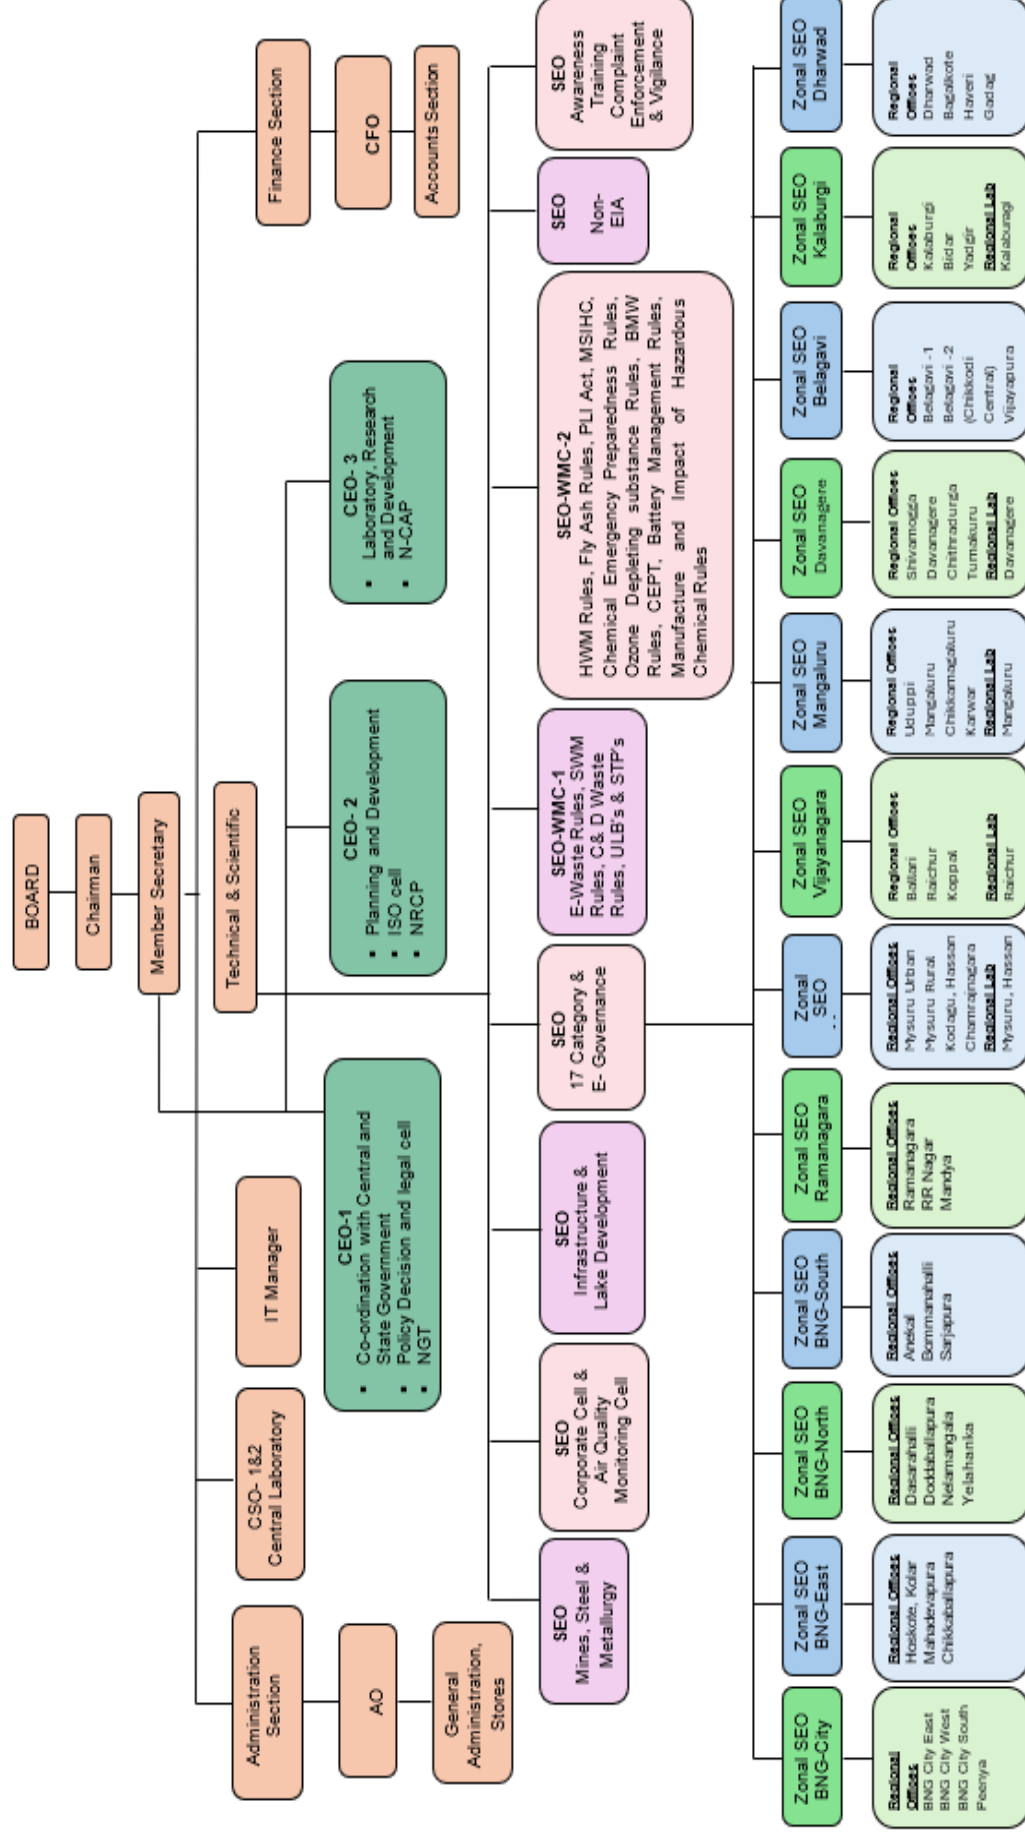 BOARD
Chairman
Member Secretary
Technical & Scientific
Administration
Section
AO
General
Administration,
Stores
CSO- 1&2
Central Laboratory
IT Manager
Finance Section
CFO
Accounts Section
CEO-1
▪ Co-ordination with Central and
State Government
▪ Policy Decision and legal cell
▪ NGT
CEO- 2
▪ Planning and Development
▪ ISO cell
▪ NRCP
CEO- 3
▪ Laboratory, Research
and Development
▪ N-CAP
SEO
Mines, Steel &
Metallurgy
SEO
Corporate Cell &
Air Quality
Monitoring Cell
SEO
Infrastructure &
Lake Development
SEO
17 Category &
E- Governance
SEO-WMC-1
E-Waste Rules, SWM
Rules, C& D Waste
Rules, ULB's & STP's
SEO-WMC-2
HWM Rules, Fly Ash Rules, PLI Act, MSIHC,
Chemical Emergency Preparedness Rules,
Ozone Depleting substance Rules, BMW
Rules, CEPT, Battery Management Rules,
Manufacture and Impact of Hazardous
Chemical Rules
SEO
Non-
EIA
SEO
Awareness
Training
Complaint
Enforcement
& Vigilance
Zonal SEO
BNG-City
Regional
Offices
BNG City East
BNG City West
BNG City South
Peenya
Zonal SEO
BNG-East
Regional Offices
Hoskote, Kolar
Mahadevapura
Chikkaballapura
Zonal SEO
BNG-North
Regional Offices
Dasarahalli
Doddaballapura
Nelamangala
Yelahanka
Zonal SEO
BNG-South
Regional Offices
Anekal
Bommanahalli
Sarjapura
Zonal SEO
Ramanagara
Regional Offices
Ramanagara
RR Nagar
Mandya
Zonal
SEO
Regional Offices
Mysuru Urban
Mysuru Rural
Kodagu, Hassan
Chamrajnagara
Regional Lab
Mysuru, Hassan
Zonal SEO
Vijayanagara
Regional Offices
Ballari
Raichur
Koppal
Regional Lab
Raichur
Zonal SEO
Mangaluru
Regional Offices
Uduppi
Mangaluru
Chikkamagaluru
Karwar
Regional Lab
Mangaluru
Zonal SEO
Davanagere
Regional Offices
Shivamogga
Davanagere
Chithradurga
Tumakuru
Regional Lab
Davanagere
Zonal SEO
Belagavi
Regional
Offices
Belagavi -1
Belagavi -2
(Chikkodi
Central)
Vijayapura
Zonal SEO
Kalaburgi
Regional
Offices
Kalaburgi
Bidar
Yadgir
Regional Lab
Kalaburagi
Zonal SEO
Dharwad
Regional
Offices
Dharwad
Bagalkote
Haveri
Gadag